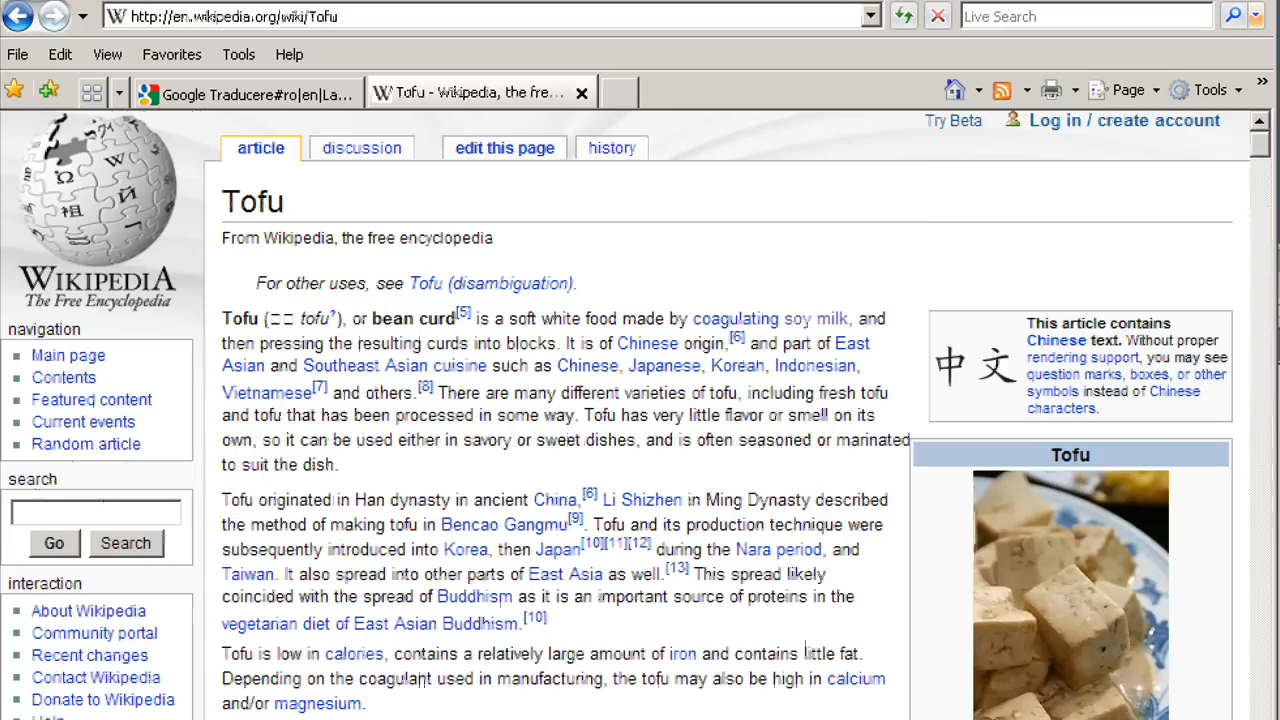 http://en.wikipedia.org/wiki/Tofu
Live Search
File Edit View Favorites Tools Help
Google Traducere#ro|en|La...
Tofu - Wikipedia, the fre...
Page Tools
Try Beta Log in / create account
article discussion edit this page history
Tofu
From Wikipedia, the free encyclopedia
For other uses, see Tofu (disambiguation).
Tofu (□□ tofu?), or bean curd[5] is a soft white food made by coagulating soy milk, and
then pressing the resulting curds into blocks. It is of Chinese origin,[6] and part of East
Asian and Southeast Asian cuisine such as Chinese, Japanese, Korean, Indonesian,
Vietnamese[7] and others.[8] There are many different varieties of tofu, including fresh tofu
and tofu that has been processed in some way. Tofu has very little flavor or smell on its
own, so it can be used either in savory or sweet dishes, and is often seasoned or marinated
to suit the dish.
Tofu originated in Han dynasty in ancient China,[6] Li Shizhen in Ming Dynasty described
the method of making tofu in Bencao Gangmu[9]. Tofu and its production technique were
subsequently introduced into Korea, then Japan[10][11][12] during the Nara period, and
Taiwan. It also spread into other parts of East Asia as well.[13] This spread likely
coincided with the spread of Buddhism as it is an important source of proteins in the
vegetarian diet of East Asian Buddhism.[10]
Tofu is low in calories, contains a relatively large amount of iron and contains little fat.
Depending on the coagulant used in manufacturing, the tofu may also be high in calcium
and/or magnesium.
中文
This article contains
Chinese text. Without proper
rendering support, you may see
question marks, boxes, or other
symbols instead of Chinese
characters.
Tofu
WIKIPEDIA
The Free Encyclopedia
navigation
Main page
Contents
Featured content
Current events
Random article
search
Go Search
interaction
About Wikipedia
Community portal
Recent changes
Contact Wikipedia
Donate to Wikipedia
Help